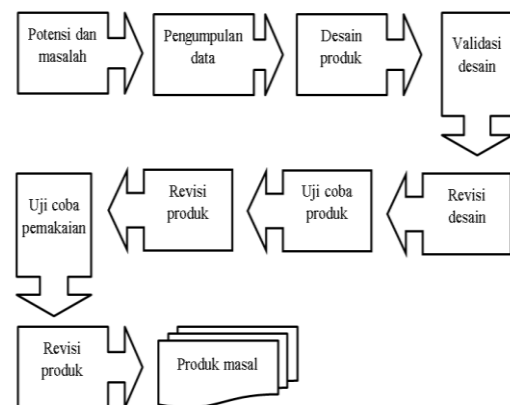 Potensi dan
masalah
Pengumpulan
data
Desain
produk
Validasi
desain
Revisi
desain
Uji coba
produk
Revisi
produk
Uji coba
pemakaian
Revisi
produk
Produk masal